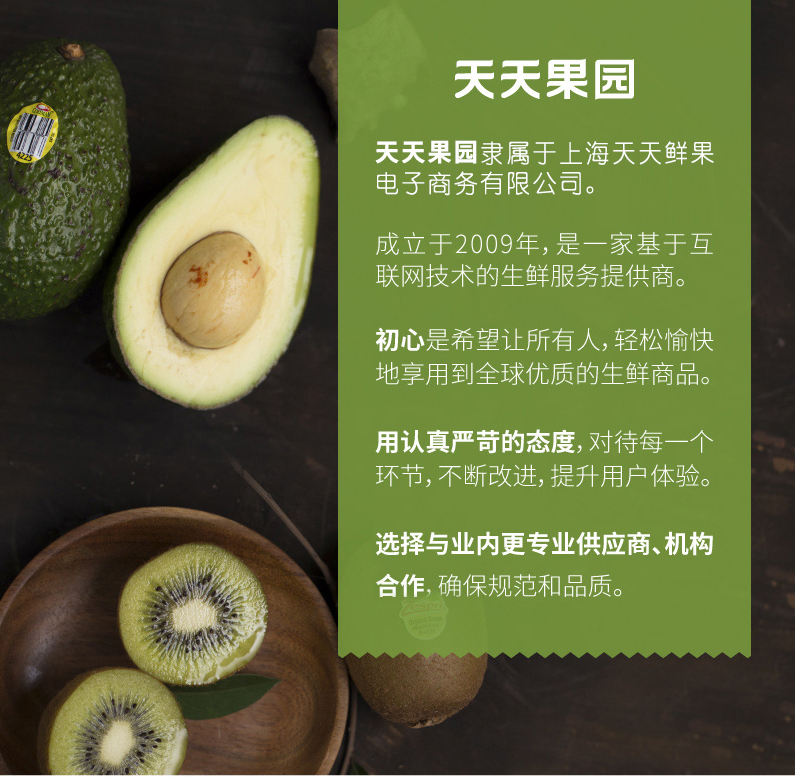 天天果园
天天果园隶属于上海天天鲜果
电子商务有限公司。
成立于2009年，是一家基于互
联网技术的生鲜服务提供商。
初心是希望让所有人，轻松愉快
地享用到全球优质的生鲜商品。
用认真严苛的态度，对待每一个
环节，不断改进，提升用户体验。
选择与业内更专业供应商、机构
合作，确保规范和品质。
4225